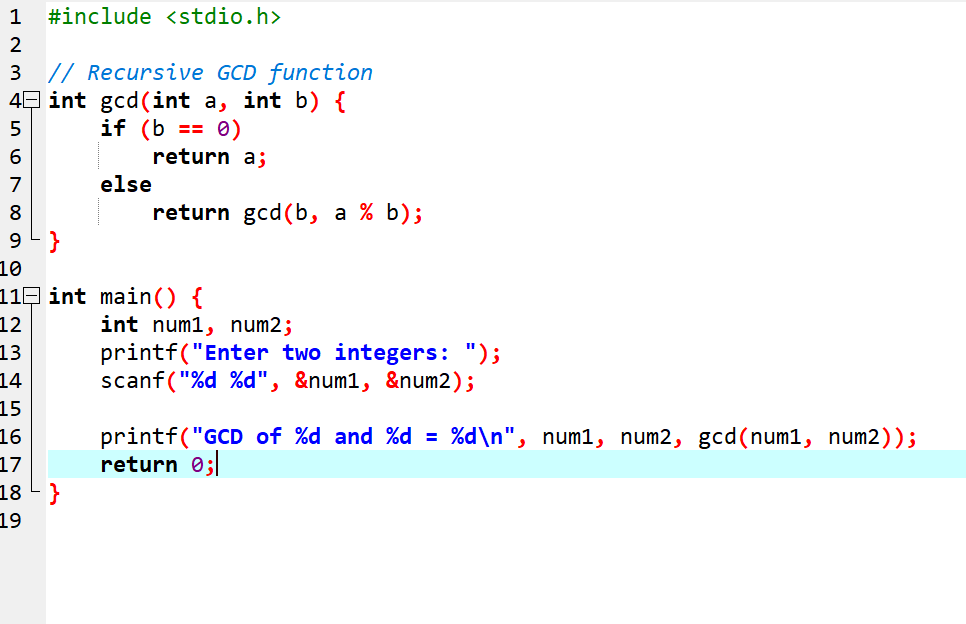 1 #include <stdio.h>
2
3 // Recursive GCD function
4 int gcd(int a, int b) {
5     if (b == 0)
6         return a;
7     else
8         return gcd(b, a % b);
9 }
10
11 int main() {
12     int num1, num2;
13     printf("Enter two integers: ");
14     scanf("%d %d", &num1, &num2);
15
16     printf("GCD of %d and %d = %d\n", num1, num2, gcd(num1, num2));
17     return 0;
18 }
19